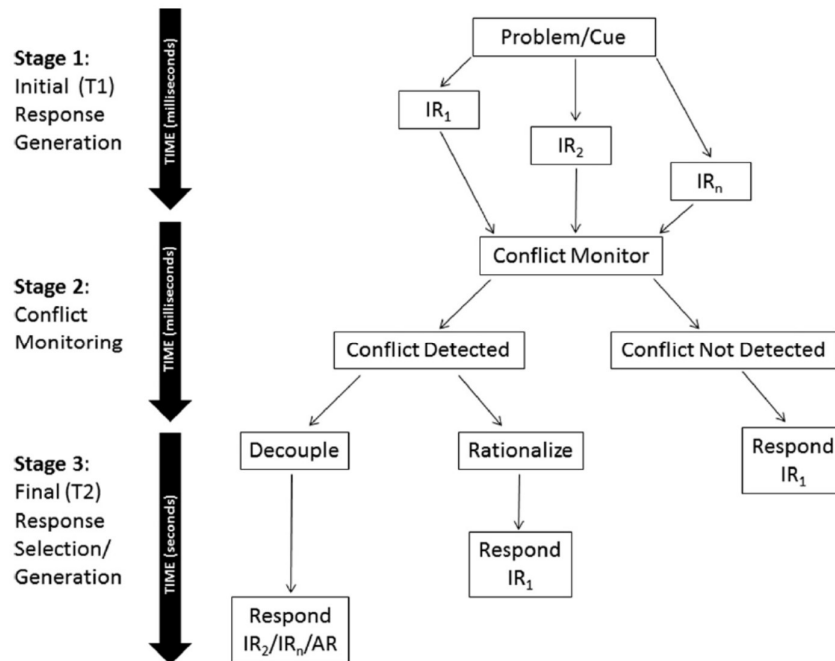 Stage 1:
Initial (T1)
Response
Generation
TIME (milliseconds)
Problem/Cue
IR₁
IR₂
IRₙ
Stage 2:
Conflict
Monitoring
TIME (milliseconds)
Conflict Monitor
Conflict Detected
Conflict Not Detected
Stage 3:
Final (T2)
Response
Selection/
Generation
TIME (seconds)
Decouple
Rationalize
Respond
IR₁
Respond
IR₁
Respond
IR₂/IRₙ/AR